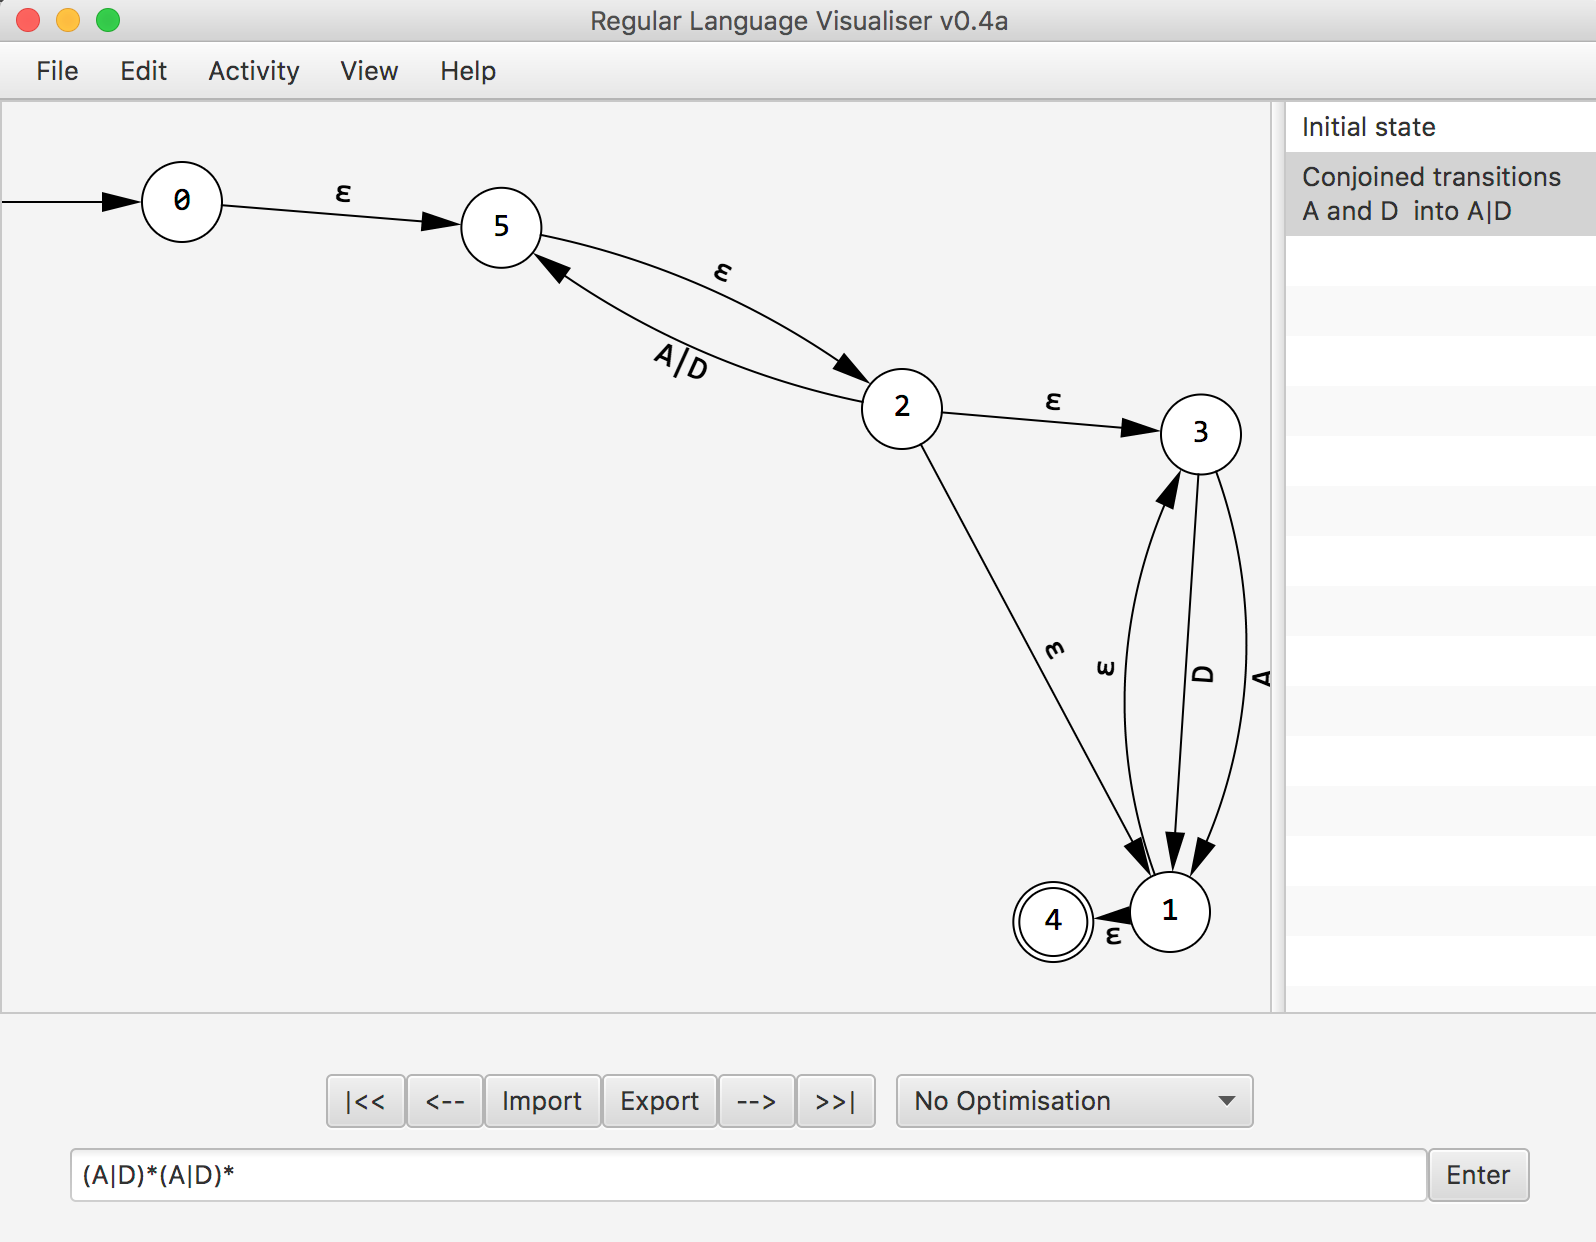 Regular Language Visualiser v0.4a
File Edit Activity View Help
Initial state
Conjoined transitions
A and D into A|D
0
ε
5
ε
A|D
2
ε
3
ε
ε
D
A
4
ε
1
|<< <-- Import Export --> >>| No Optimisation
(A|D)*(A|D)* Enter